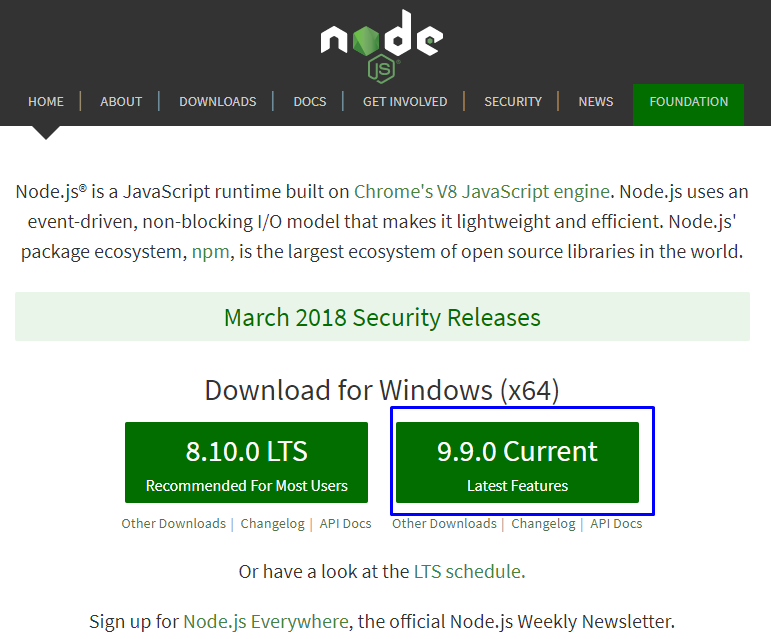 node
JS
HOME | ABOUT | DOWNLOADS | DOCS | GET INVOLVED | SECURITY | NEWS FOUNDATION
Node.js® is a JavaScript runtime built on Chrome's V8 JavaScript engine. Node.js uses an
event-driven, non-blocking I/O model that makes it lightweight and efficient. Node.js'
package ecosystem, npm, is the largest ecosystem of open source libraries in the world.
March 2018 Security Releases
Download for Windows (x64)
8.10.0 LTS
Recommended For Most Users
9.9.0 Current
Latest Features
Other Downloads | Changelog | API Docs
Other Downloads | Changelog | API Docs
Or have a look at the LTS schedule.
Sign up for Node.js Everywhere, the official Node.js Weekly Newsletter.